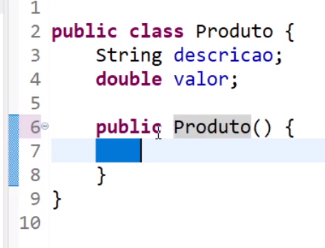 1
2 public class Produto {
3     String descricao;
4     double valor;
5
6     public Produto() {
7
8     }
9 }
10